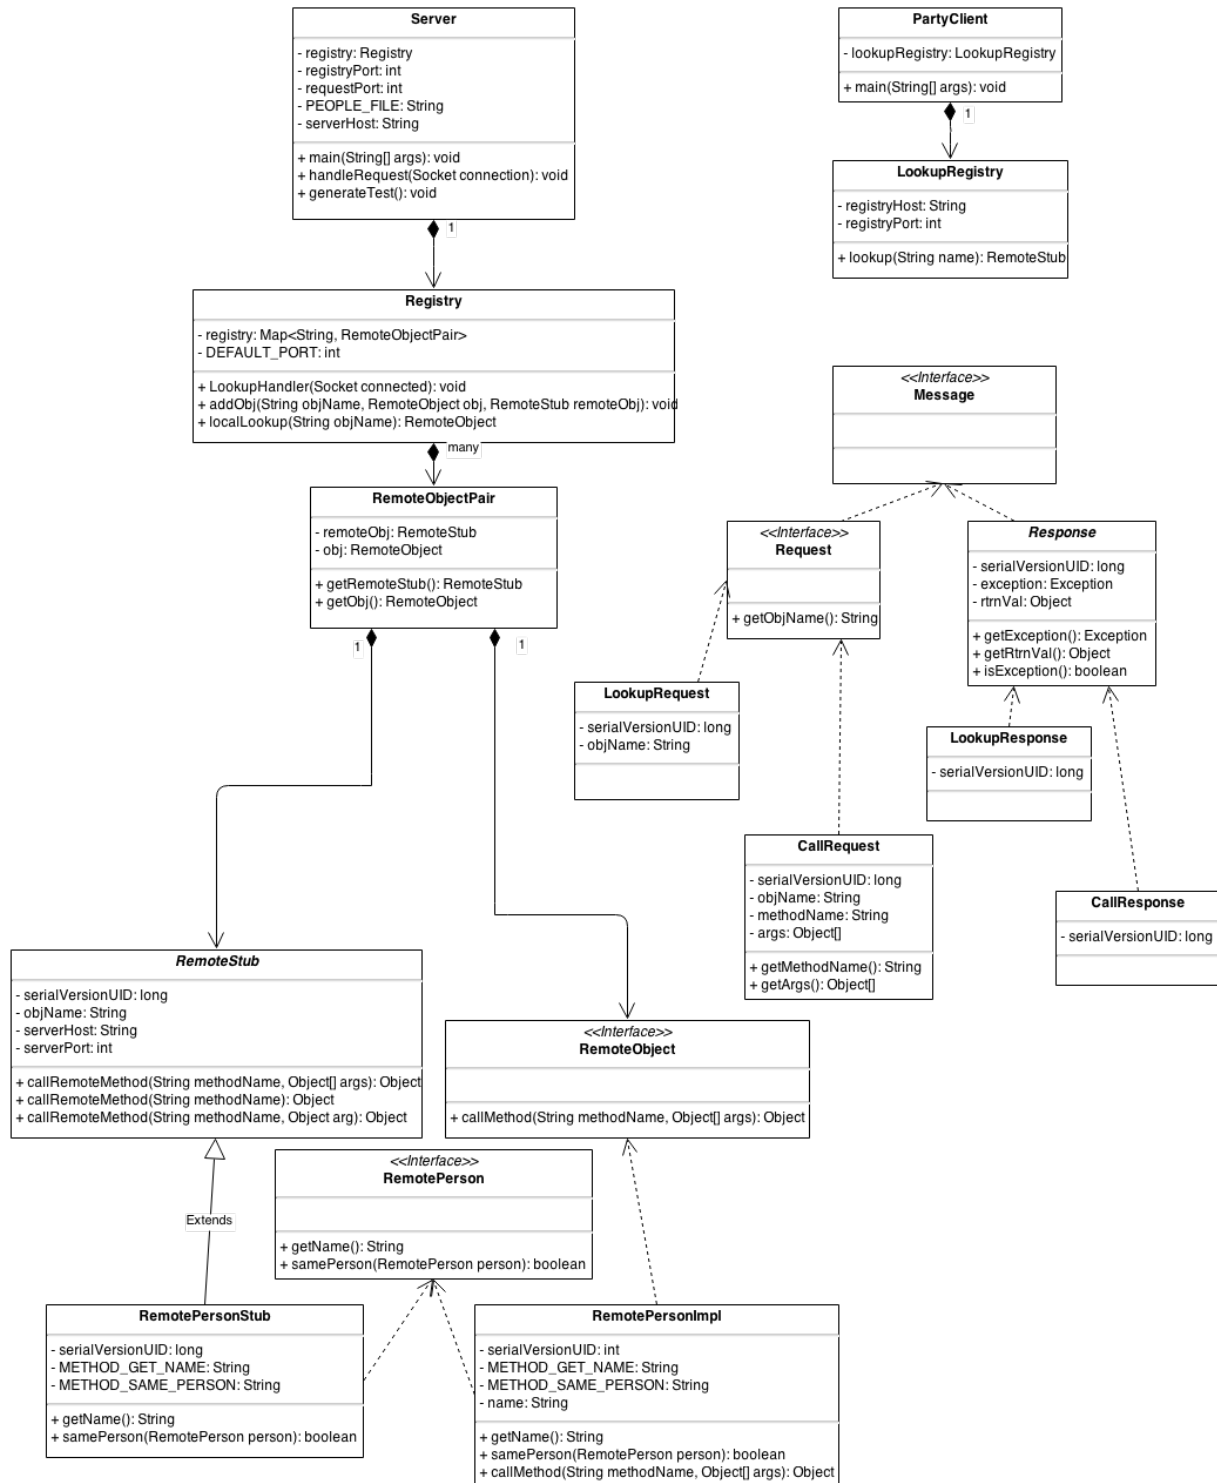 Server
- registry: Registry
- registryPort: int
- requestPort: int
- PEOPLE_FILE: String
- serverHost: String
+ main(String[] args): void
+ handleRequest(Socket connection): void
+ generateTest(): void
1
PartyClient
- lookupRegistry: LookupRegistry
+ main(String[] args): void
1
LookupRegistry
- registryHost: String
- registryPort: int
+ lookup(String name): RemoteStub
Registry
- registry: Map<String, RemoteObjectPair>
- DEFAULT_PORT: int
+ LookupHandler(Socket connected): void
+ addObj(String objName, RemoteObject obj, RemoteStub remoteObj): void
+ localLookup(String objName): RemoteObject
many
<<Interface>>
Message
RemoteObjectPair
- remoteObj: RemoteStub
- obj: RemoteObject
+ getRemoteStub(): RemoteStub
+ getObj(): RemoteObject
1
1
<<Interface>>
Request
+ getObjName(): String
Response
- serialVersionUID: long
- exception: Exception
- rtrnVal: Object
+ getException(): Exception
+ getRtrnVal(): Object
+ isException(): boolean
LookupRequest
- serialVersionUID: long
- objName: String
LookupResponse
- serialVersionUID: long
CallRequest
- serialVersionUID: long
- objName: String
- methodName: String
- args: Object[]
+ getMethodName(): String
+ getArgs(): Object[]
CallResponse
- serialVersionUID: long
RemoteStub
- serialVersionUID: long
- objName: String
- serverHost: String
- serverPort: int
+ callRemoteMethod(String methodName, Object[] args): Object
+ callRemoteMethod(String methodName): Object
+ callRemoteMethod(String methodName, Object arg): Object
<<Interface>>
RemoteObject
+ callMethod(String methodName, Object[] args): Object
Extends
<<Interface>>
RemotePerson
+ getName(): String
+ samePerson(RemotePerson person): boolean
RemotePersonStub
- serialVersionUID: long
- METHOD_GET_NAME: String
- METHOD_SAME_PERSON: String
+ getName(): String
+ samePerson(RemotePerson person): boolean
RemotePersonImpl
- serialVersionUID: int
- METHOD_GET_NAME: String
- METHOD_SAME_PERSON: String
- name: String
+ getName(): String
+ samePerson(RemotePerson person): boolean
+ callMethod(String methodName, Object[] args): Object